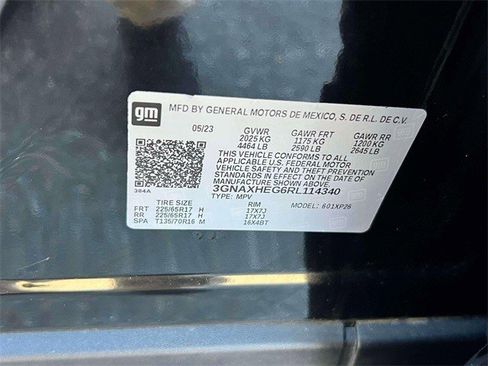 gm
MFD BY GENERAL MOTORS DE MEXICO, S. DE R.L. DE C.V.
05/23 GVWR GAWR FRT GAWR RR
2025 KG 1175 KG 1200 KG
4464 LB 2590 LB 2645 LB
THIS VEHICLE CONFORMS TO ALL
APPLICABLE U.S. FEDERAL MOTOR
VEHICLE SAFETY AND THEFT PREVENTION
STANDARDS IN EFFECT ON THE DATE OF
MANUFACTURE SHOWN ABOVE.
3GNAXHEG6RL114340
384A TYPE: MPV MODEL: 601XP26
TIRE SIZE RIM
FRT 225/65R17 H 17X7J
RR 225/65R17 H 17X7J
SPA T135/70R16 M 16X4BT